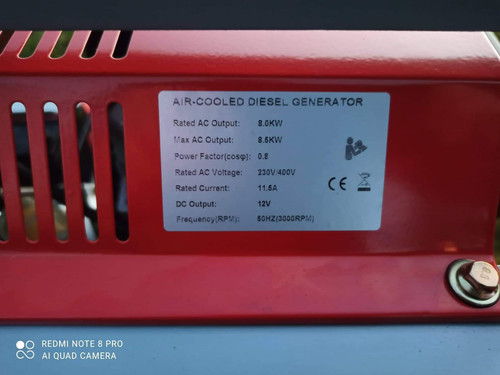 AIR-COOLED DIESEL GENERATOR
Rated AC Output: 8.0KW
Max AC Output: 8.5KW
Power Factor(cosφ): 0.8
Rated AC Voltage: 230V/400V
Rated Current: 11.5A
DC Output: 12V
Frequency(RPM): 50HZ(3000RPM)
CE
REDMI NOTE 8 PRO
AI QUAD CAMERA